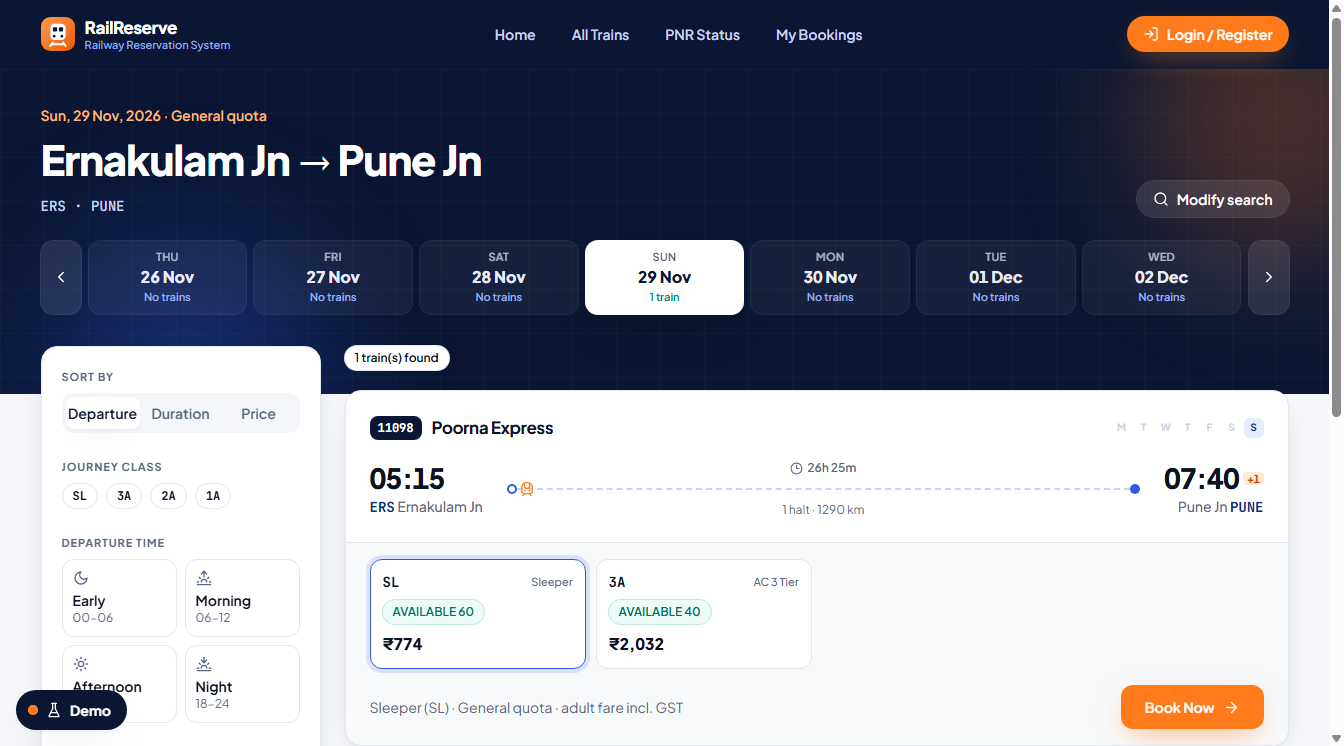 RailReserve
Railway Reservation System
Home
All Trains
PNR Status
My Bookings
Login / Register
Sun, 29 Nov, 2026 · General quota
Ernakulam Jn → Pune Jn
ERS · PUNE
Modify search
THU
26 Nov
No trains
FRI
27 Nov
No trains
SAT
28 Nov
No trains
SUN
29 Nov
1 train
MON
30 Nov
No trains
TUE
01 Dec
No trains
WED
02 Dec
No trains
SORT BY
Departure Duration Price
JOURNEY CLASS
SL 3A 2A 1A
DEPARTURE TIME
Early
00–06
Morning
06–12
Afternoon
Night
18–24
Demo
1 train(s) found
11098 Poorna Express
M T W T F S S
05:15
ERS Ernakulam Jn
26h 25m
1 halt · 1290 km
07:40 +1
Pune Jn PUNE
SL Sleeper
AVAILABLE 60
₹774
3A AC 3 Tier
AVAILABLE 40
₹2,032
Sleeper (SL) · General quota · adult fare incl. GST
Book Now →